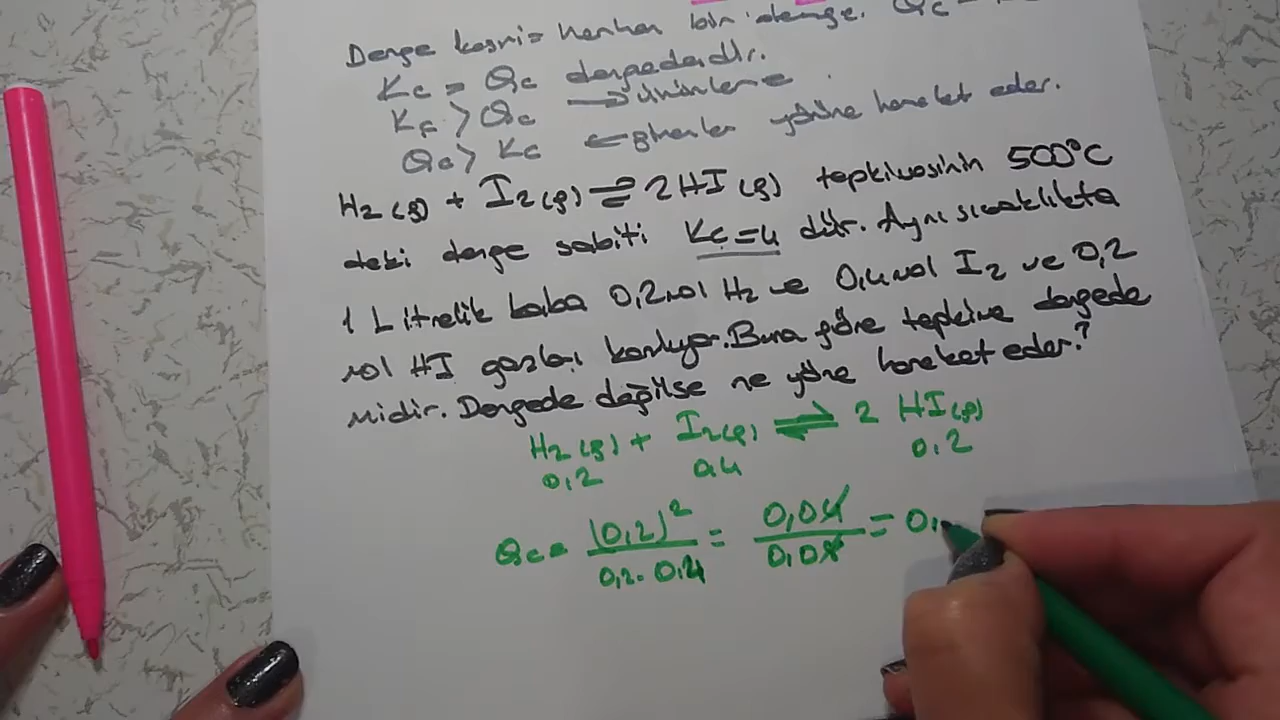 Denge kesri= herhan bir denge. Qc =
Kc = Qc dengededir.
Kc > Qc → ürünlere
Qc > Kc ← girenler yönüne hareket eder.
H2(g) + I2(g) ⇌ 2HI(g) tepkimesinin 500°C
deki denge sabiti Kc=4 dür. Aynı sıcaklıkta
1 Litrelik kaba 0,2 mol H2 ve 0,4 mol I2 ve 0,2
mol HI gazları konluyor. Buna göre tepkime dengede
midir. Dengede değilse ne yöne hareket eder?
H2(g) + I2(g) ⇌ 2 HI(g)
0,2 0,4 0,2
Qc = (0,2)² / 0,2 . 0,4 = 0,04 / 0,08 = 0,